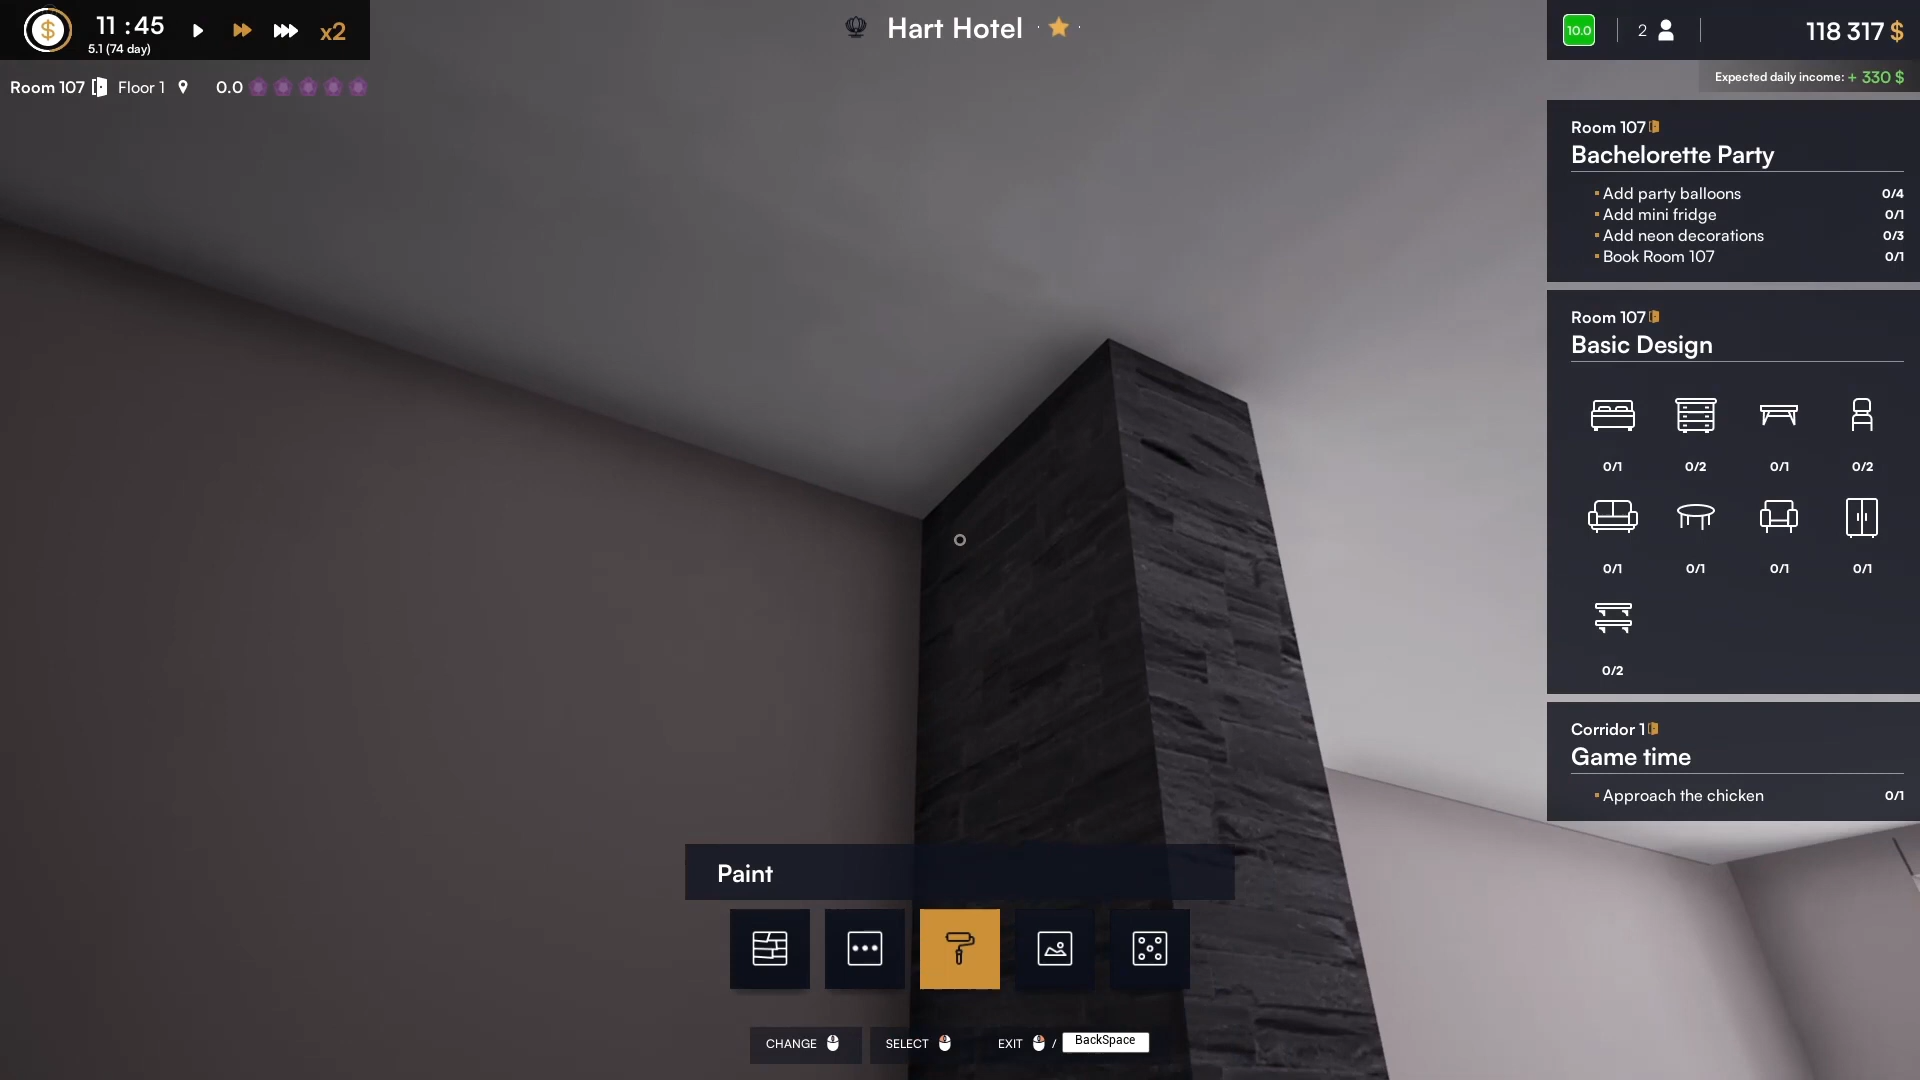 11 :45
5.1 (74 day)
x2
Hart Hotel
10.0
2
118 317 $
Expected daily income: + 330 $
Room 107 Floor 1 0.0
Room 107
Bachelorette Party
Add party balloons 0/4
Add mini fridge 0/1
Add neon decorations 0/3
Book Room 107 0/1
Room 107
Basic Design
0/1 0/2 0/1 0/2
0/1 0/1 0/1 0/1
0/2
Corridor 1
Game time
Approach the chicken 0/1
Paint
CHANGE SELECT EXIT / BackSpace